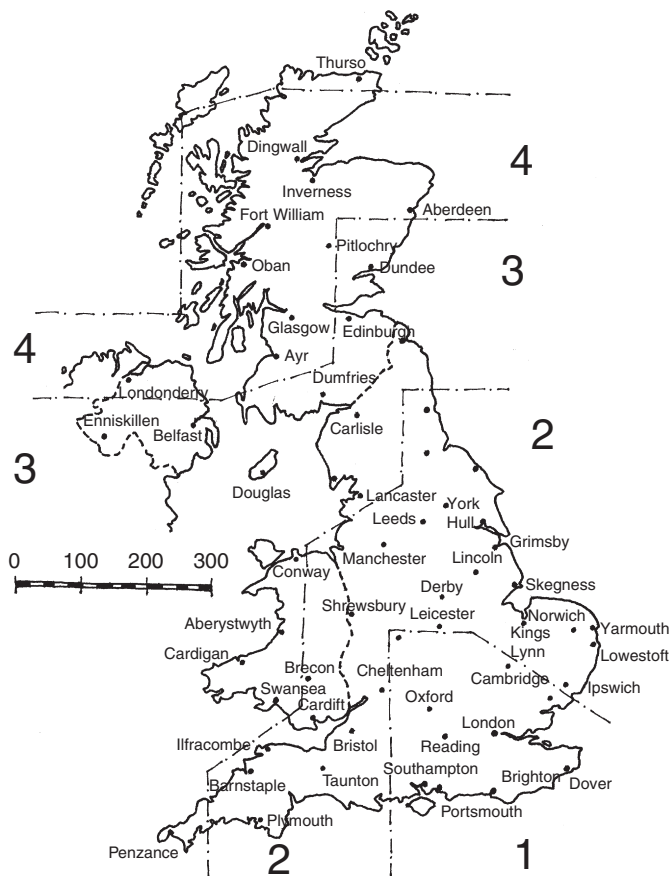 Thurso
4
Dingwall
Inverness
Fort William
Aberdeen
Pitlochry
3
Oban
Dundee
Glasgow
Edinburgh
4
Ayr
Londonderry
Dumfries
Enniskillen
Carlisle
2
Belfast
3
Douglas
Lancaster
York
Leeds
Hull
0 100 200 300
Grimsby
Manchester
Lincoln
Conway
Derby
Skegness
Shrewsbury
Leicester
Norwich
Aberystwyth
Kings
Lynn
Yarmouth
Lowestoft
Cardigan
Brecon
Cheltenham
Cambridge
Swansea
Oxford
Ipswich
Cardift
London
Ilfracombe
Bristol
Reading
Barnstaple
Taunton
Southampton
Brighton
Dover
Plymouth
Portsmouth
Penzance
2
1